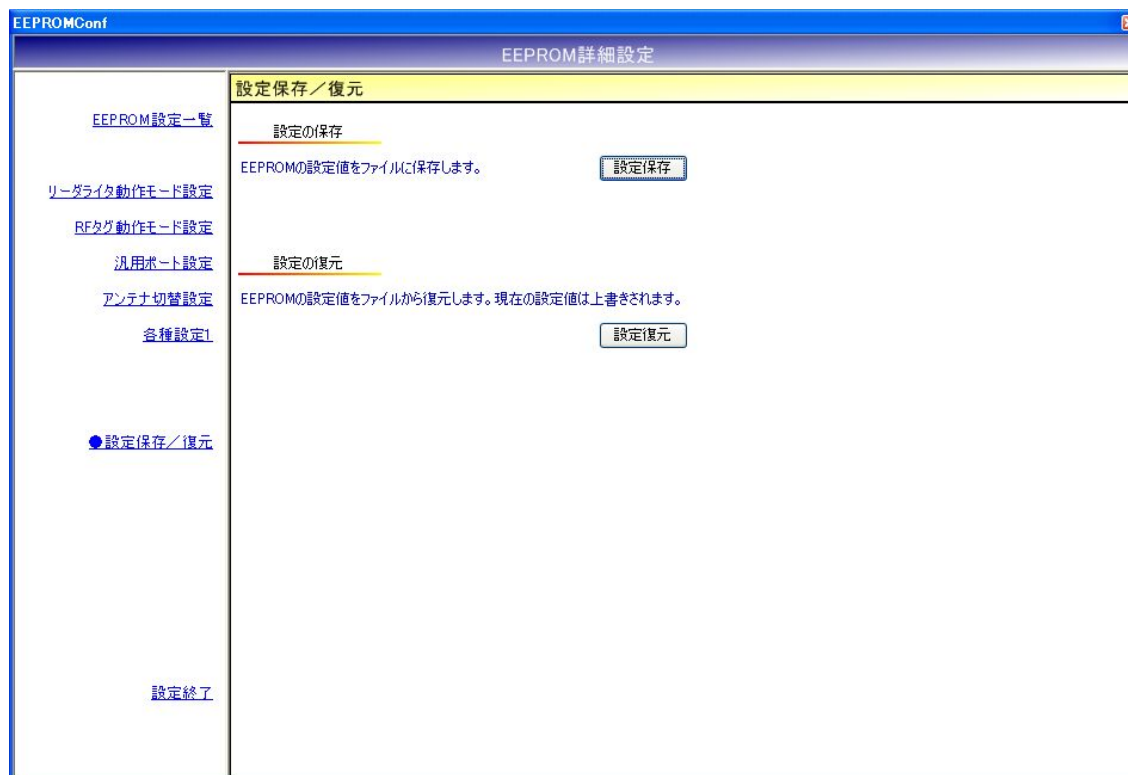 EEPROMConf
EEPROM詳細設定
EEPROM設定一覧
リーダライタ動作モード設定
RFタグ動作モード設定
汎用ポート設定
アンテナ切替設定
各種設定1
●設定保存／復元
設定終了
設定保存／復元
設定の保存
EEPROMの設定値をファイルに保存します。
設定保存
設定の復元
EEPROMの設定値をファイルから復元します。現在の設定値は上書きされます。
設定復元